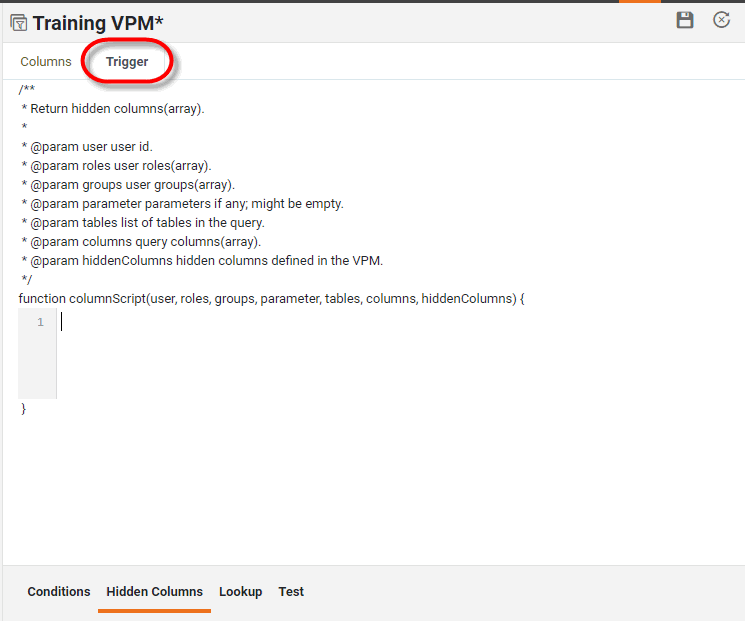 Training VPM*
Columns Trigger
/**
* Return hidden columns(array).
*
* @param user user id.
* @param roles user roles(array).
* @param groups user groups(array).
* @param parameter parameters if any; might be empty.
* @param tables list of tables in the query.
* @param columns query columns(array).
* @param hiddenColumns hidden columns defined in the VPM.
*/
function columnScript(user, roles, groups, parameter, tables, columns, hiddenColumns) {
1
}
Conditions Hidden Columns Lookup Test